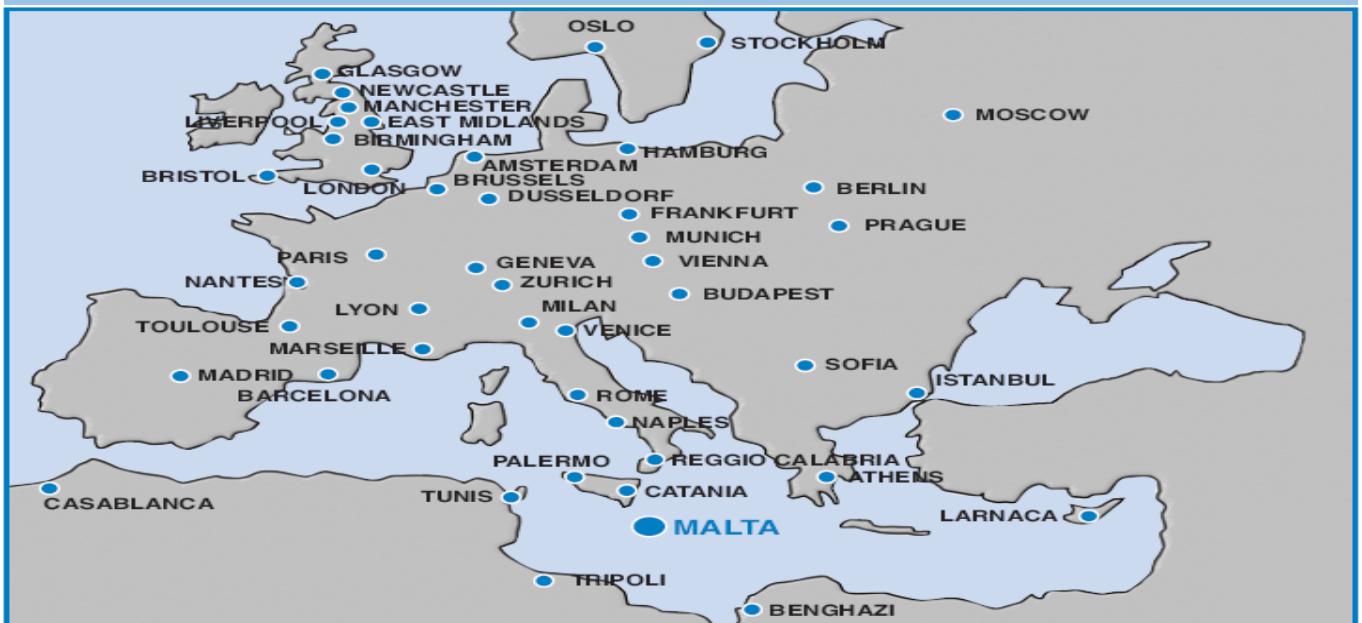 OSLO
STOCKHOLM
GLASGOW
NEWCASTLE
MANCHESTER
MOSCOW
LIVERPOOL
EAST MIDLANDS
BIRMINGHAM
HAMBURG
AMSTERDAM
BRISTOL
BRUSSELS
LONDON
BERLIN
DUSSELDORF
FRANKFURT
PRAGUE
MUNICH
PARIS
GENEVA
VIENNA
NANTES
ZURICH
BUDAPEST
LYON
MILAN
TOULOUSE
VENICE
MARSEILLE
SOFIA
MADRID
ISTANBUL
BARCELONA
ROME
NAPLES
PALERMO
REGGIO CALABRIA
ATHENS
CATANIA
TUNIS
CASABLANCA
LARNACA
MALTA
TRIPOLI
BENGHAZI